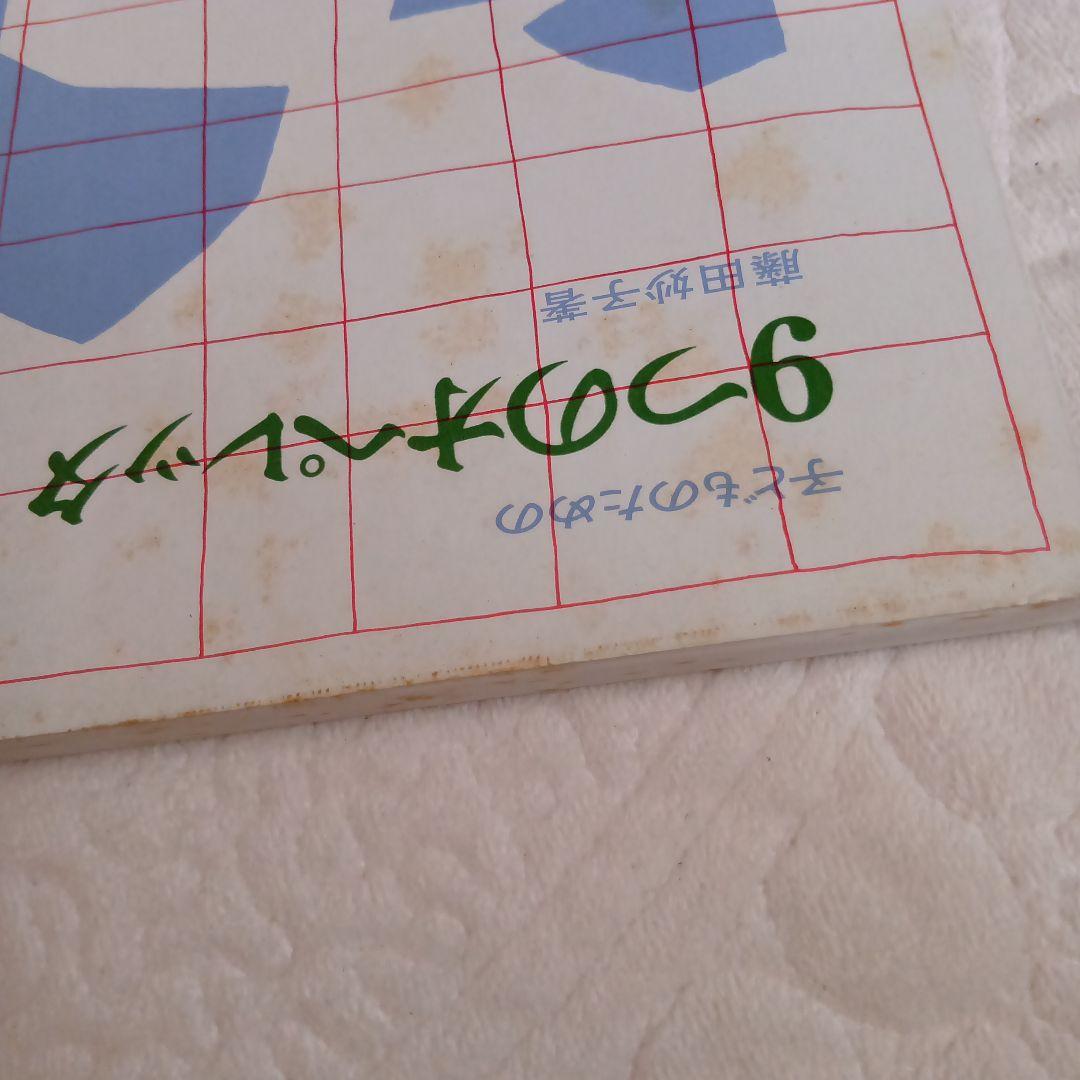 子どものための
9つのオペレッタ
藤田妙子著